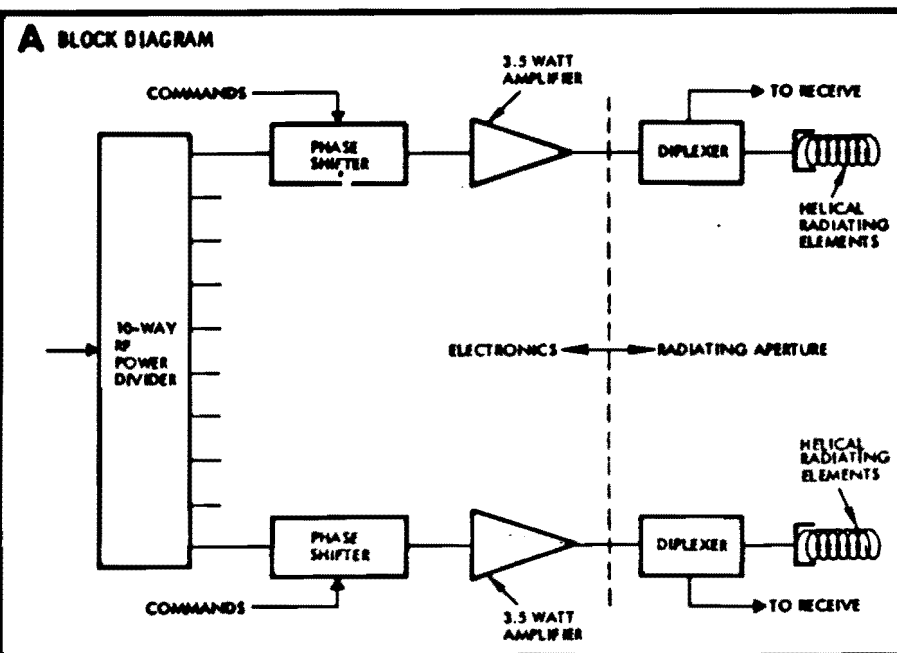 A BLOCK DIAGRAM
3.5 WATT
AMPLIFIER
COMMANDS
TO RECEIVE
PHASE
SHIFTER
DIPLEXER
HELICAL
RADIATING
ELEMENTS
10-WAY
RF
POWER
DIVIDER
ELECTRONICS
RADIATING APERTURE
HELICAL
RADIATING
ELEMENTS
PHASE
SHIFTER
DIPLEXER
COMMANDS
3.5 WATT
AMPLIFIER
TO RECEIVE